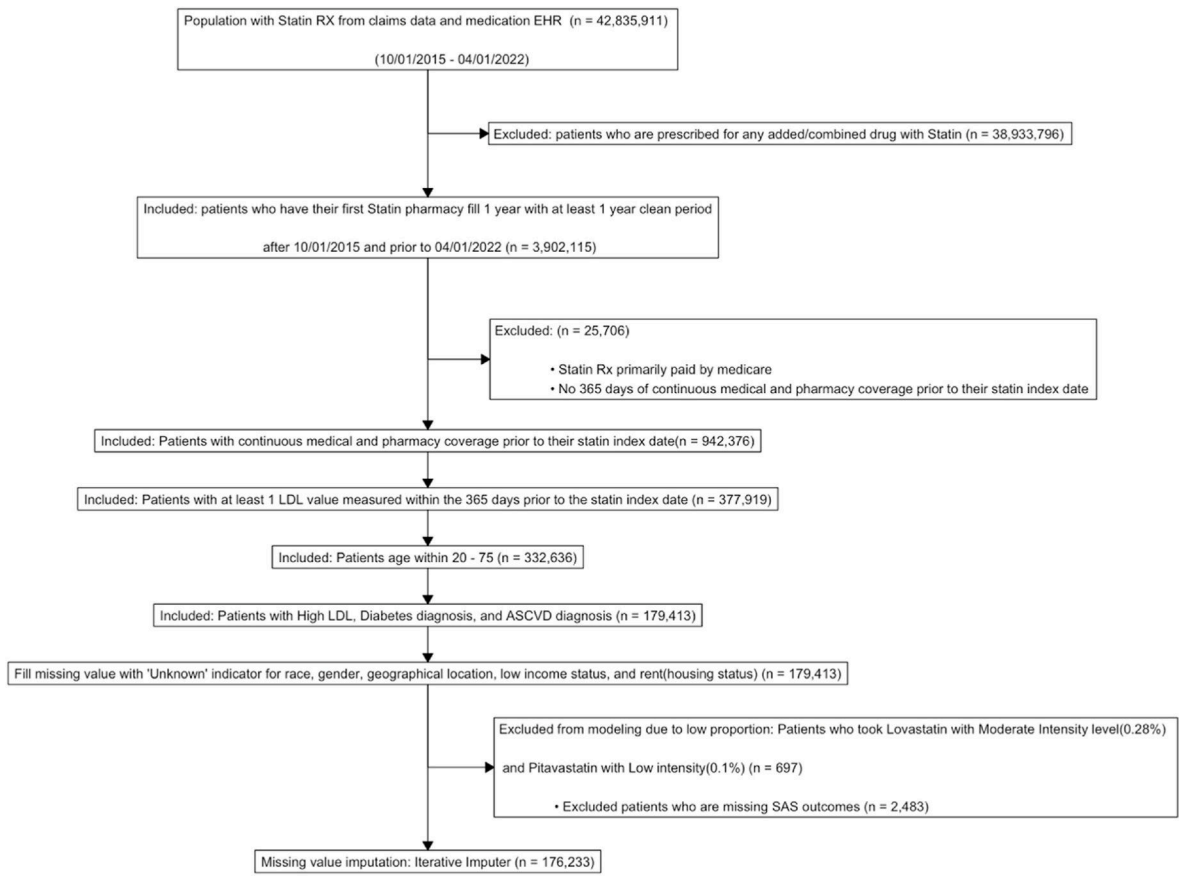 Population with Statin RX from claims data and medication EHR (n = 42,835,911)
(10/01/2015 - 04/01/2022)
Excluded: patients who are prescribed for any added/combined drug with Statin (n = 38,933,796)
Included: patients who have their first Statin pharmacy fill 1 year with at least 1 year clean period
after 10/01/2015 and prior to 04/01/2022 (n = 3,902,115)
Excluded: (n = 25,706)
• Statin Rx primarily paid by medicare
• No 365 days of continuous medical and pharmacy coverage prior to their statin index date
Included: Patients with continuous medical and pharmacy coverage prior to their statin index date(n = 942,376)
Included: Patients with at least 1 LDL value measured within the 365 days prior to the statin index date (n = 377,919)
Included: Patients age within 20 - 75 (n = 332,636)
Included: Patients with High LDL, Diabetes diagnosis, and ASCVD diagnosis (n = 179,413)
Fill missing value with 'Unknown' indicator for race, gender, geographical location, low income status, and rent(housing status) (n = 179,413)
Excluded from modeling due to low proportion: Patients who took Lovastatin with Moderate Intensity level(0.28%)
and Pitavastatin with Low intensity(0.1%) (n = 697)
• Excluded patients who are missing SAS outcomes (n = 2,483)
Missing value imputation: Iterative Imputer (n = 176,233)